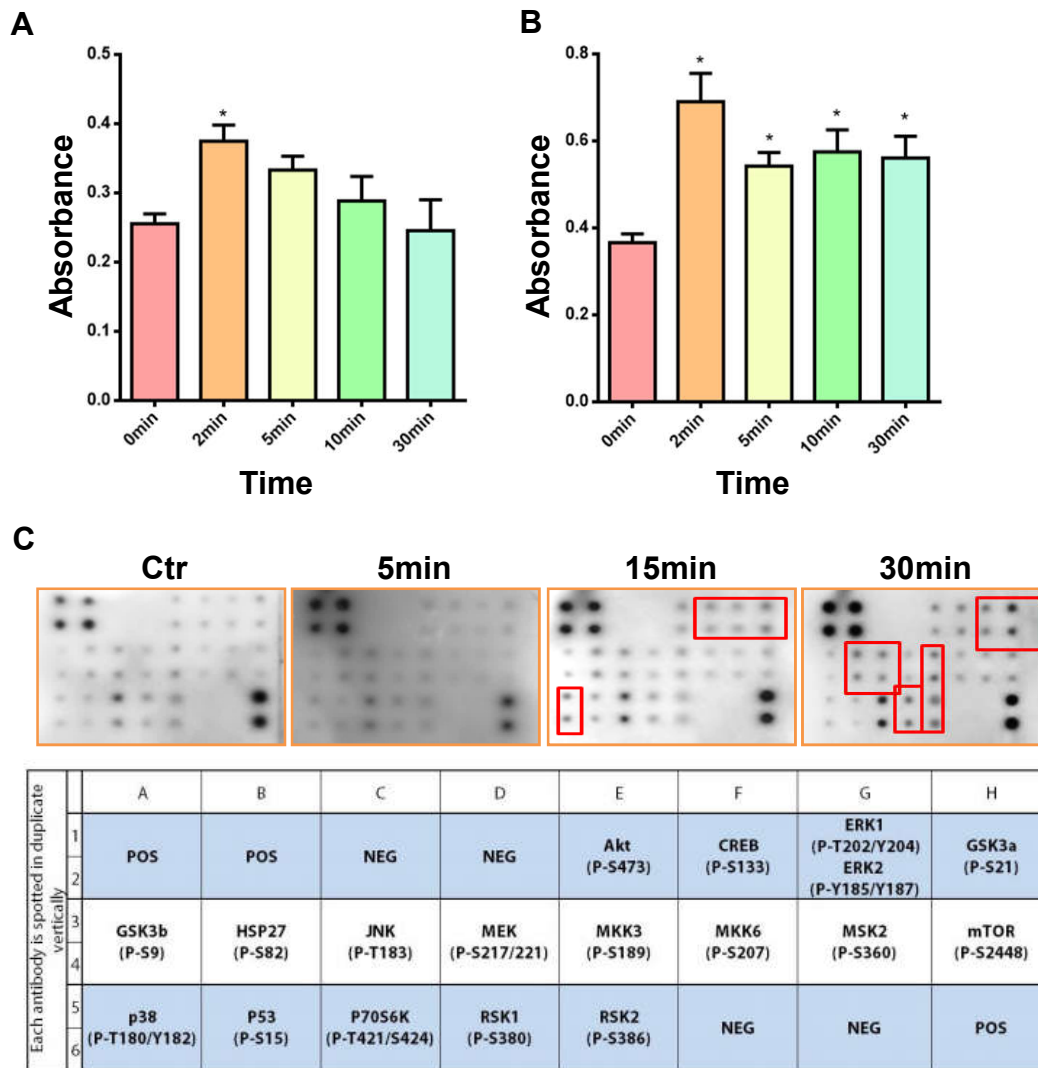 A
B
0.5
0.4
0.3
0.2
0.1
0.0
Absorbance
*
0min
2min
5min
10min
30min
Time
0.8
0.6
0.4
0.2
0.0
Absorbance
*
*
*
*
0min
2min
5min
10min
30min
Time
C
Ctr
5min
15min
30min
Each antibody is spotted in duplicate
vertically
A
B
C
D
E
F
G
H
1
2
POS
POS
NEG
NEG
Akt
(P-S473)
CREB
(P-S133)
ERK1
(P-T202/Y204)
ERK2
(P-Y185/Y187)
GSK3a
(P-S21)
3
4
GSK3b
(P-S9)
HSP27
(P-S82)
JNK
(P-T183)
MEK
(P-S217/221)
MKK3
(P-S189)
MKK6
(P-S207)
MSK2
(P-S360)
mTOR
(P-S2448)
5
6
p38
(P-T180/Y182)
P53
(P-S15)
P70S6K
(P-T421/S424)
RSK1
(P-S380)
RSK2
(P-S386)
NEG
NEG
POS